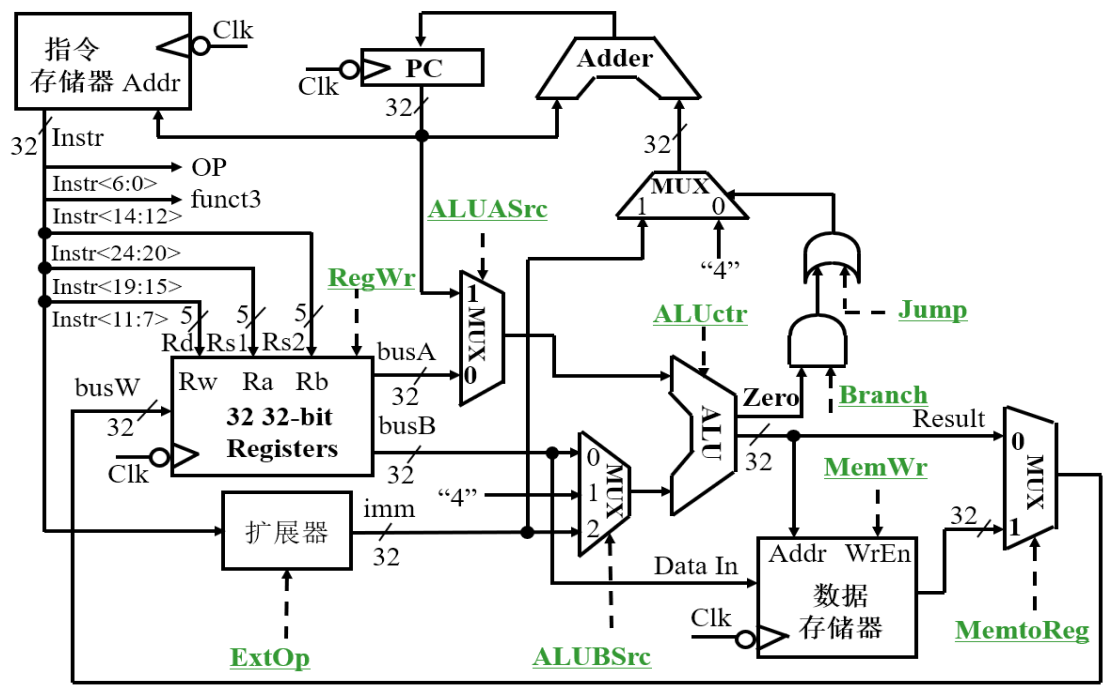 指令
存储器 Addr
Clk
PC
Clk
32
Adder
32
32
Instr
OP
Instr<6:0>
funct3
Instr<14:12>
Instr<24:20>
Instr<19:15>
Instr<11:7>
MUX
1 0
“4”
ALUASrc
RegWr
ALUctr
Jump
Branch
5 5 5
Rd Rs1 Rs2
Rw Ra Rb
32 32-bit
Registers
busW
32
Clk
busA
32
busB
32
1
MUX
0
Zero
ALU
32
Result
MemWr
0
MUX
1
32
“4”
0
1
2
MUX
扩展器
imm
32
Data In
Addr WrEn
数据
存储器
Clk
ExtOp
ALUBSrc
MemtoReg